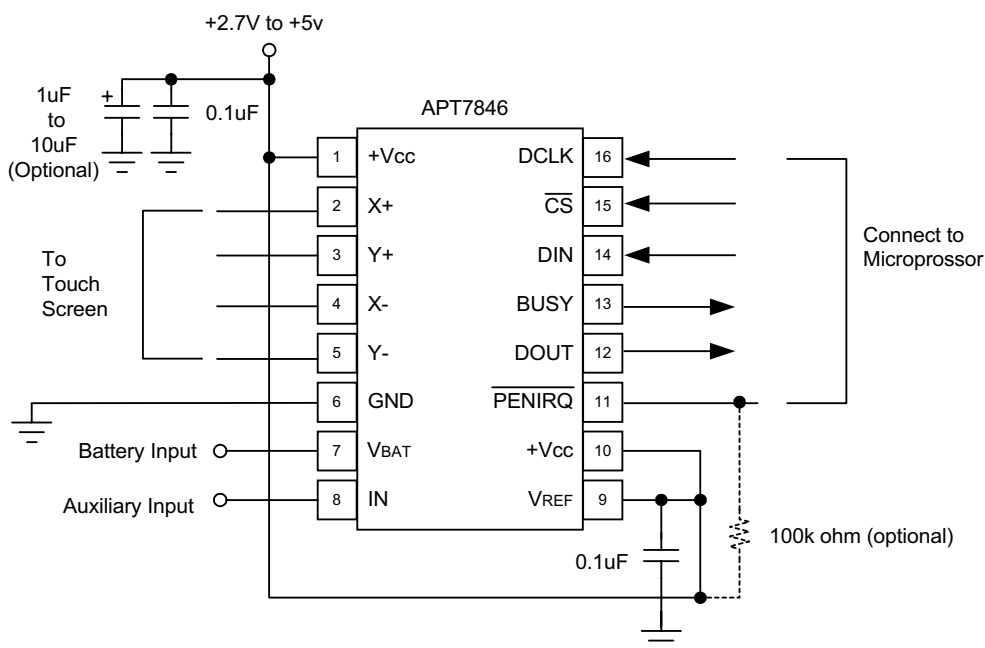 +2.7V to +5v
1uF
to
10uF
(Optional)
+
0.1uF
APT7846
1
+Vcc
DCLK
16
2
X+
CS
15
3
Y+
DIN
14
4
X-
BUSY
13
5
Y-
DOUT
12
6
GND
PENIRQ
11
7
VBAT
+Vcc
10
8
IN
VREF
9
To
Touch
Screen
Connect to
Microprossor
Battery Input
Auxiliary Input
100k ohm (optional)
0.1uF